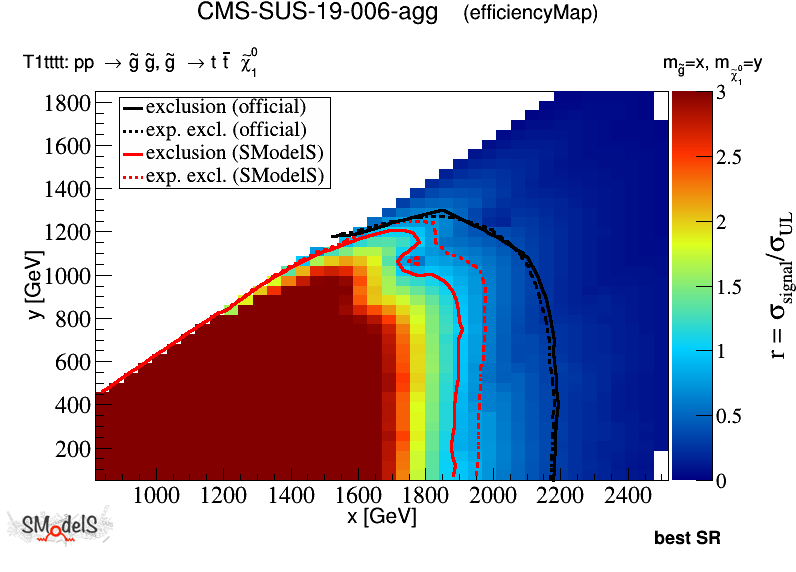 CMS-SUS-19-006-agg (efficiencyMap)
T1tttt: pp → g̃ g̃, g̃ → t t̄ χ̃₁⁰
m_g̃=x, m_χ̃₁⁰=y
exclusion (official)
exp. excl. (official)
exclusion (SModelS)
exp. excl. (SModelS)
1800
1600
1400
1200
1000
800
600
400
200
y [GeV]
1000 1200 1400 1600 1800 2000 2200 2400
x [GeV]
3
2.5
2
1.5
1
0.5
0
r = σ_signal/σ_UL
SModelS
best SR